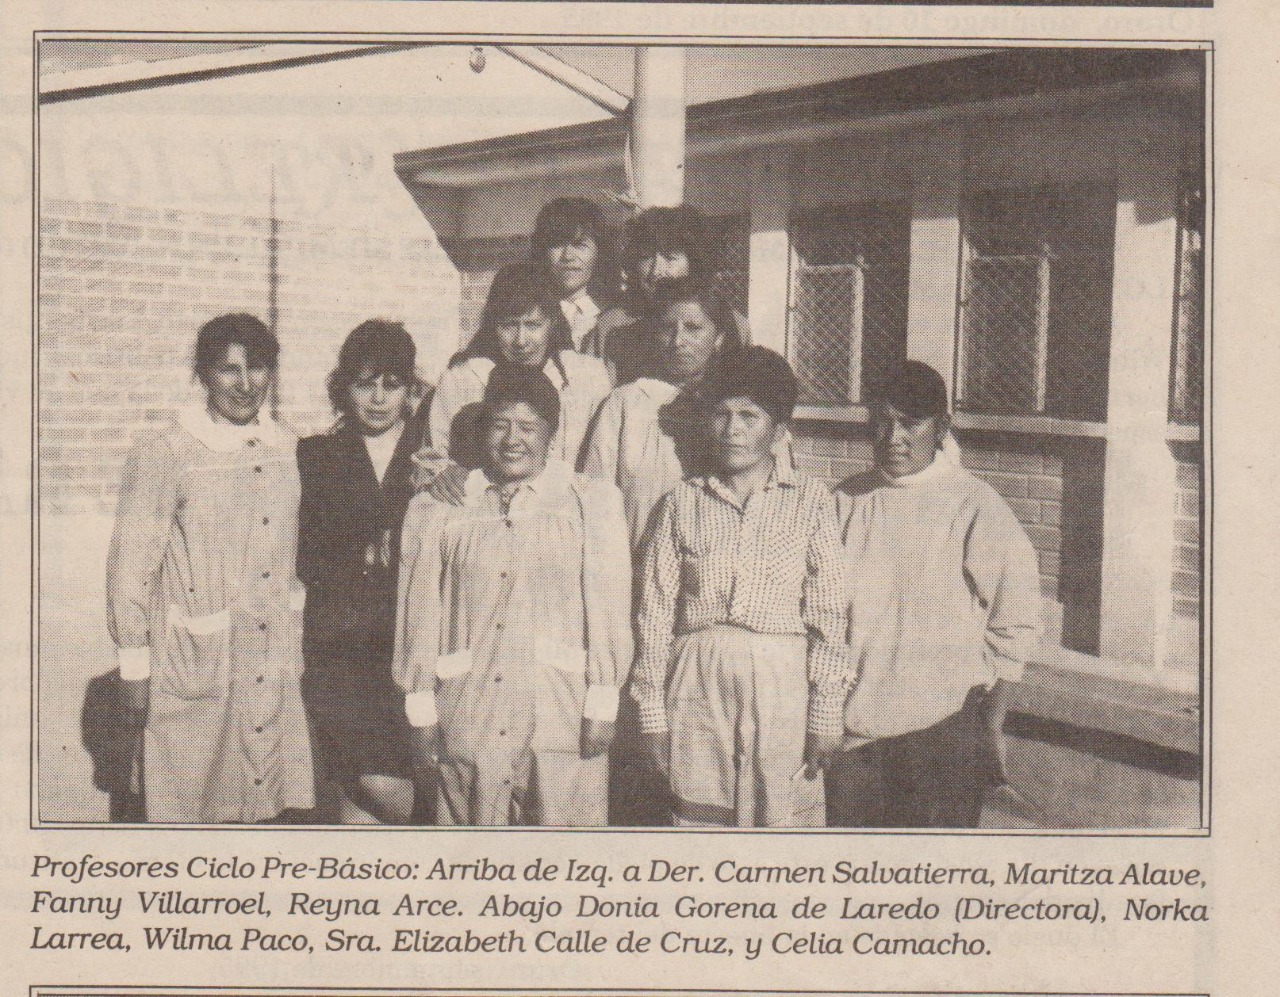 Profesores Ciclo Pre-Básico: Arriba de Izq. a Der. Carmen Salvatierra, Maritza Alave,
Fanny Villarroel, Reyna Arce. Abajo Donia Gorena de Laredo (Directora), Norka
Larrea, Wilma Paco, Sra. Elizabeth Calle de Cruz, y Celia Camacho.